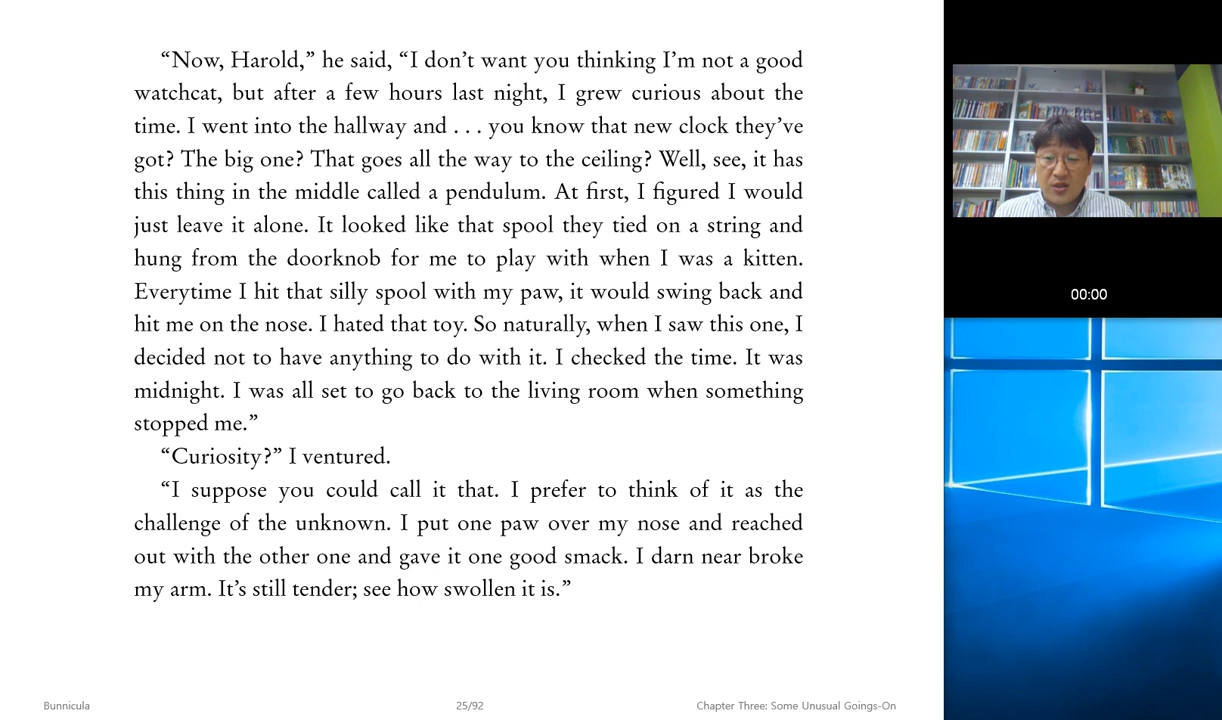 “Now, Harold,” he said, “I don’t want you thinking I’m not a good
watchcat, but after a few hours last night, I grew curious about the
time. I went into the hallway and . . . you know that new clock they’ve
got? The big one? That goes all the way to the ceiling? Well, see, it has
this thing in the middle called a pendulum. At first, I figured I would
just leave it alone. It looked like that spool they tied on a string and
hung from the doorknob for me to play with when I was a kitten.
Everytime I hit that silly spool with my paw, it would swing back and
hit me on the nose. I hated that toy. So naturally, when I saw this one, I
decided not to have anything to do with it. I checked the time. It was
midnight. I was all set to go back to the living room when something
stopped me.”
“Curiosity?” I ventured.
“I suppose you could call it that. I prefer to think of it as the
challenge of the unknown. I put one paw over my nose and reached
out with the other one and gave it one good smack. I darn near broke
my arm. It’s still tender; see how swollen it is.”
Bunnicula
25/92
Chapter Three: Some Unusual Goings-On
00:00